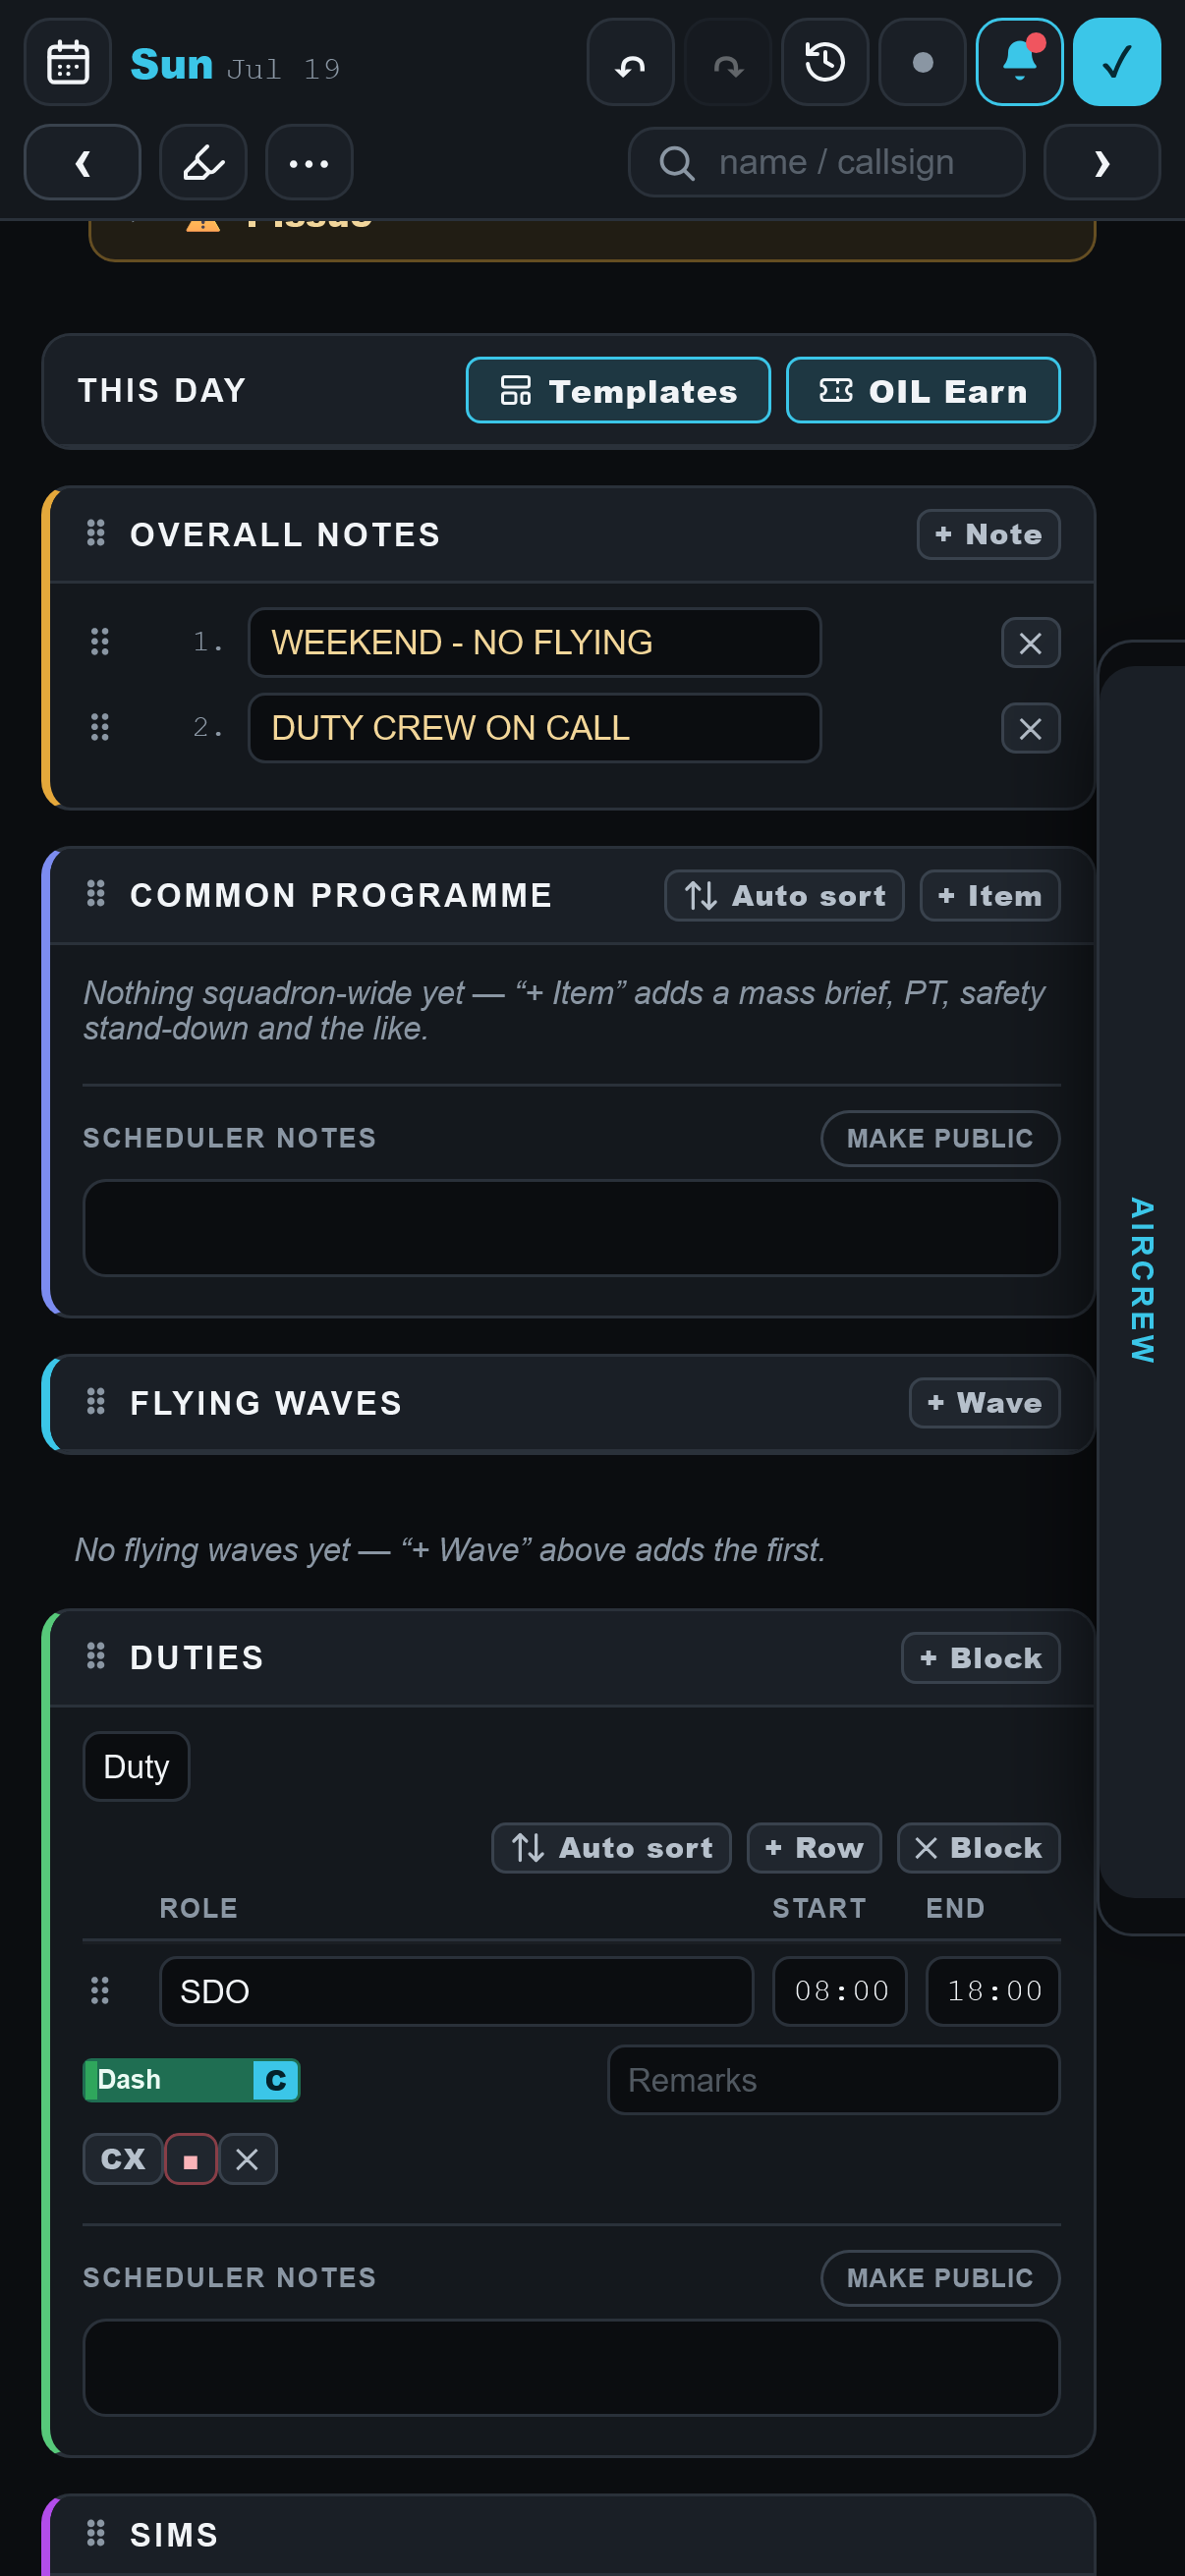 Sun Jul 19
name / callsign
THIS DAY
Templates
OIL Earn
OVERALL NOTES
+ Note
1. WEEKEND - NO FLYING
2. DUTY CREW ON CALL
COMMON PROGRAMME
Auto sort
+ Item
Nothing squadron-wide yet — “+ Item” adds a mass brief, PT, safety
stand-down and the like.
SCHEDULER NOTES
MAKE PUBLIC
AIRCREW
FLYING WAVES
+ Wave
No flying waves yet — “+ Wave” above adds the first.
DUTIES
+ Block
Duty
Auto sort
+ Row
× Block
ROLE START END
SDO 08:00 18:00
Dash C
Remarks
CX
SCHEDULER NOTES
MAKE PUBLIC
SIMS